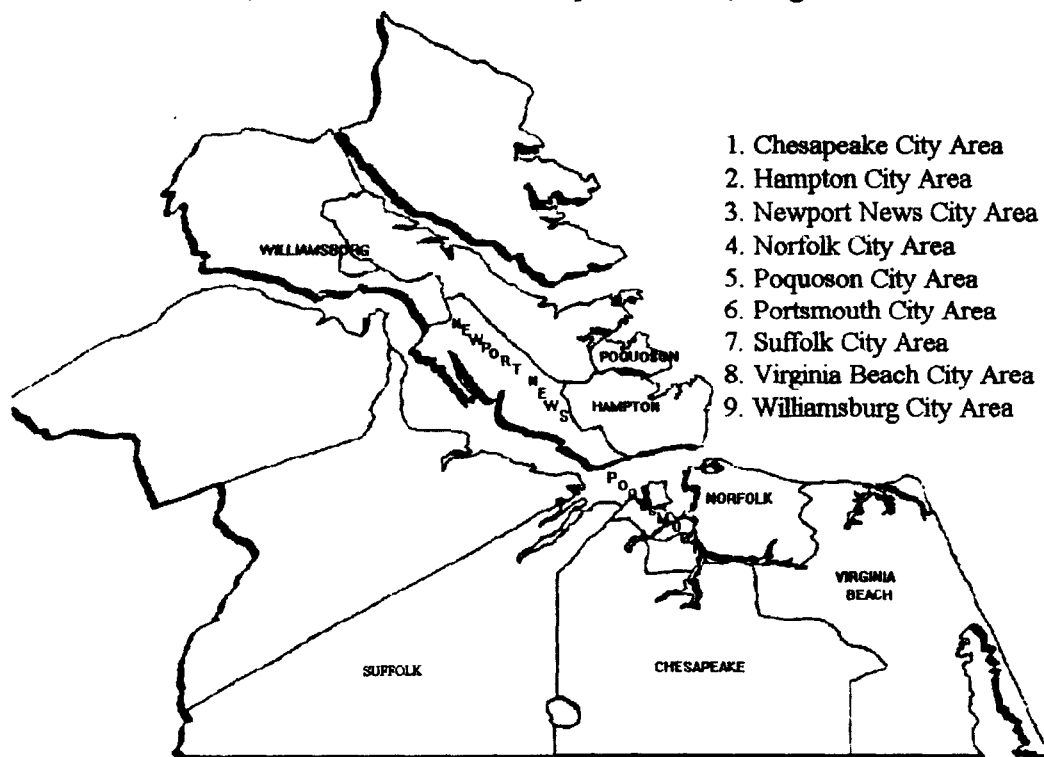 1. Chesapeake City Area
2. Hampton City Area
3. Newport News City Area
4. Norfolk City Area
5. Poquoson City Area
6. Portsmouth City Area
7. Suffolk City Area
8. Virginia Beach City Area
9. Williamsburg City Area
WILLIAMSBURG
NEWPORT NEWS
POQUOSON
HAMPTON
NORFOLK
VIRGINIA
BEACH
SUFFOLK
CHESAPEAKE